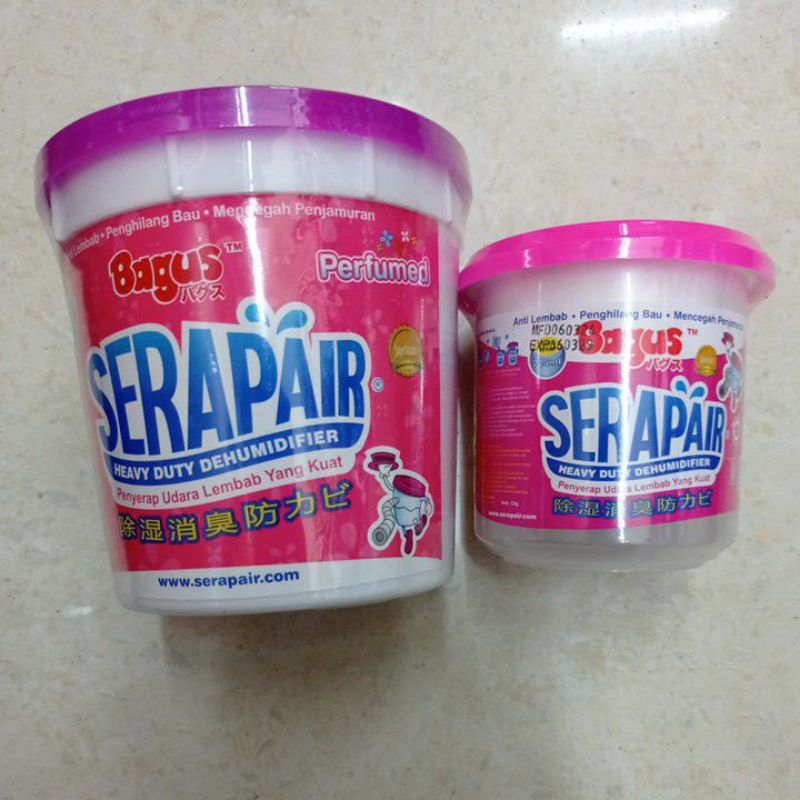 Lembab • Penghilang Bau • Mencegah Penjamuran
Bagus™
バグス
Perfumed
SERAPAIR®
HEAVY DUTY DEHUMIDIFIER
Penyerap Udara Lembab Yang Kuat
除湿消臭防カビ
www.serapair.com
Anti Lembab • Penghilang Bau • Mencegah
MFD060324
Bagus™
バグス
SERAPAIR
HEAVY DUTY DEHUMIDIFIER
Penyerap Udara Lembab Yang Kuat
除湿消臭防カビ
www.serapair.com